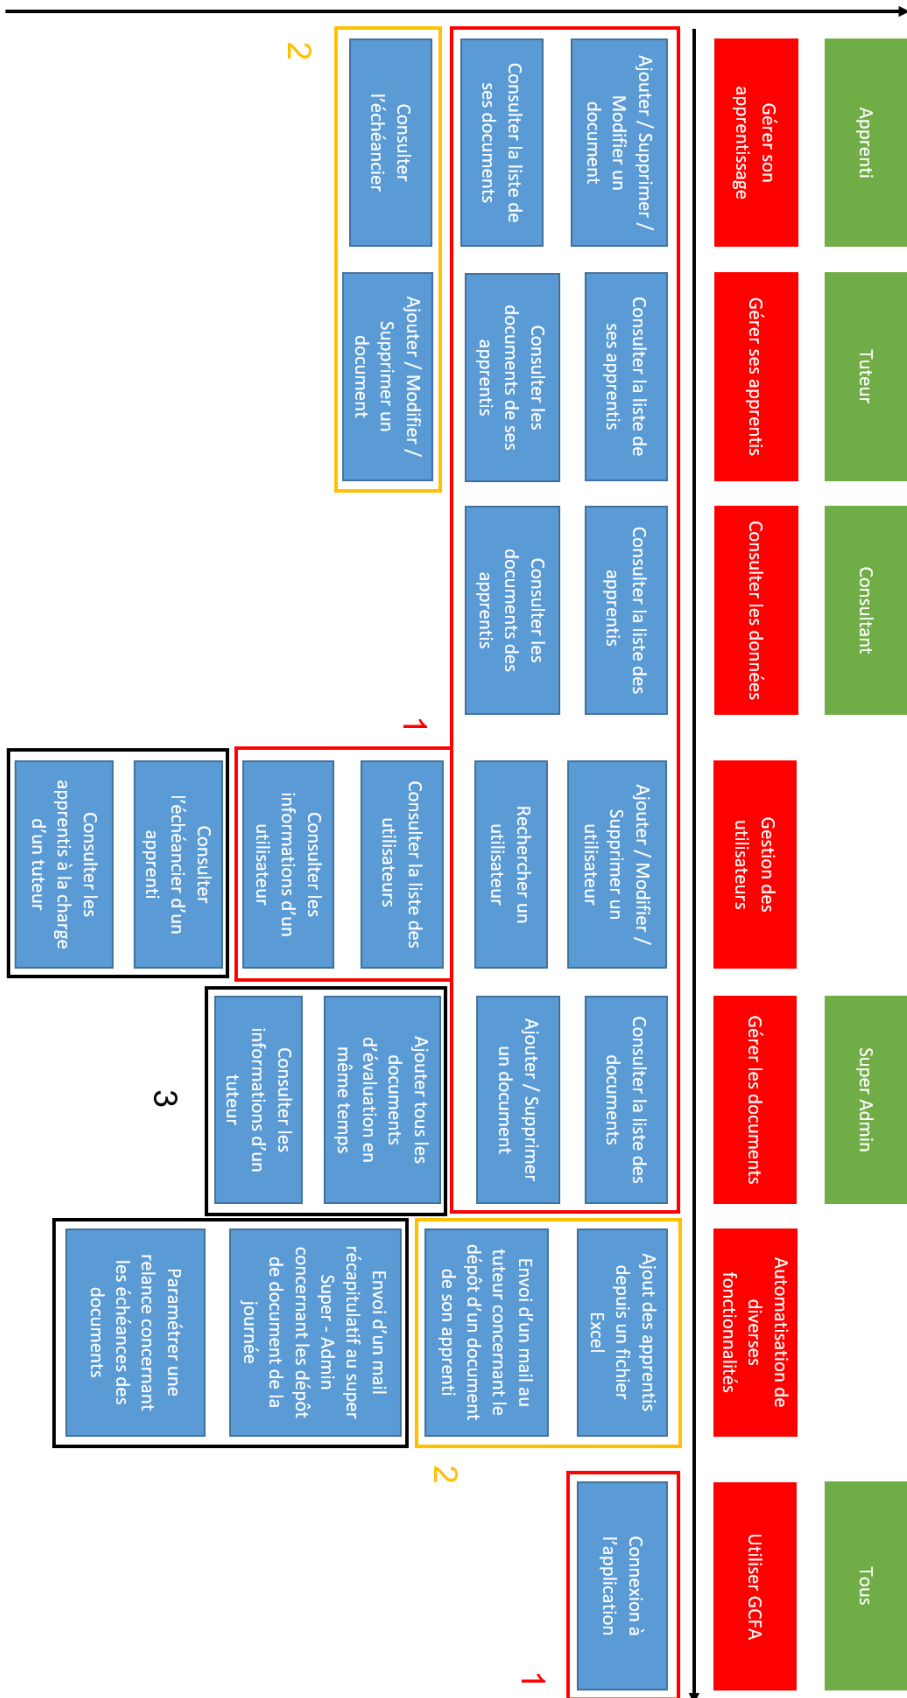 Apprenti
Tuteur
Consultant
Super Admin
Tous
Gérer son
apprentissage
Gérer ses apprentis
Consulter les données
Gestion des
utilisateurs
Gérer les documents
Automatisation de
diverses
fonctionnalités
Utiliser GCFA
Ajouter / Supprimer /
Modifier un
document
Consulter la liste de
ses apprentis
Consulter la liste des
apprentis
Ajouter / Modifier /
Supprimer un
utilisateur
Consulter la liste des
documents
Ajout des apprentis
depuis un fichier
Excel
Connexion à
l'application
Consulter la liste de
ses documents
Consulter les
documents de ses
apprentis
Consulter les
documents des
apprentis
Rechercher un
utilisateur
Ajouter / Supprimer
un document
Envoi d'un mail au
tuteur concernant le
dépôt d'un document
de son apprenti
1
Consulter
l'échéancier
Ajouter / Modifier /
Supprimer un
document
1
Consulter la liste des
utilisateurs
Ajouter tous les
documents
d'évaluation en
même temps
Envoi d'un mail
récapitulatif au super
Super - Admin
concernant les dépôt
de document de la
journée
2
2
Consulter les
informations d'un
utilisateur
Consulter les
informations d'un
tuteur
Paramétrer une
relance concernant
les échéances des
documents
3
Consulter
l'échéancier d'un
apprenti
Consulter les
apprentis à la charge
d'un tuteur